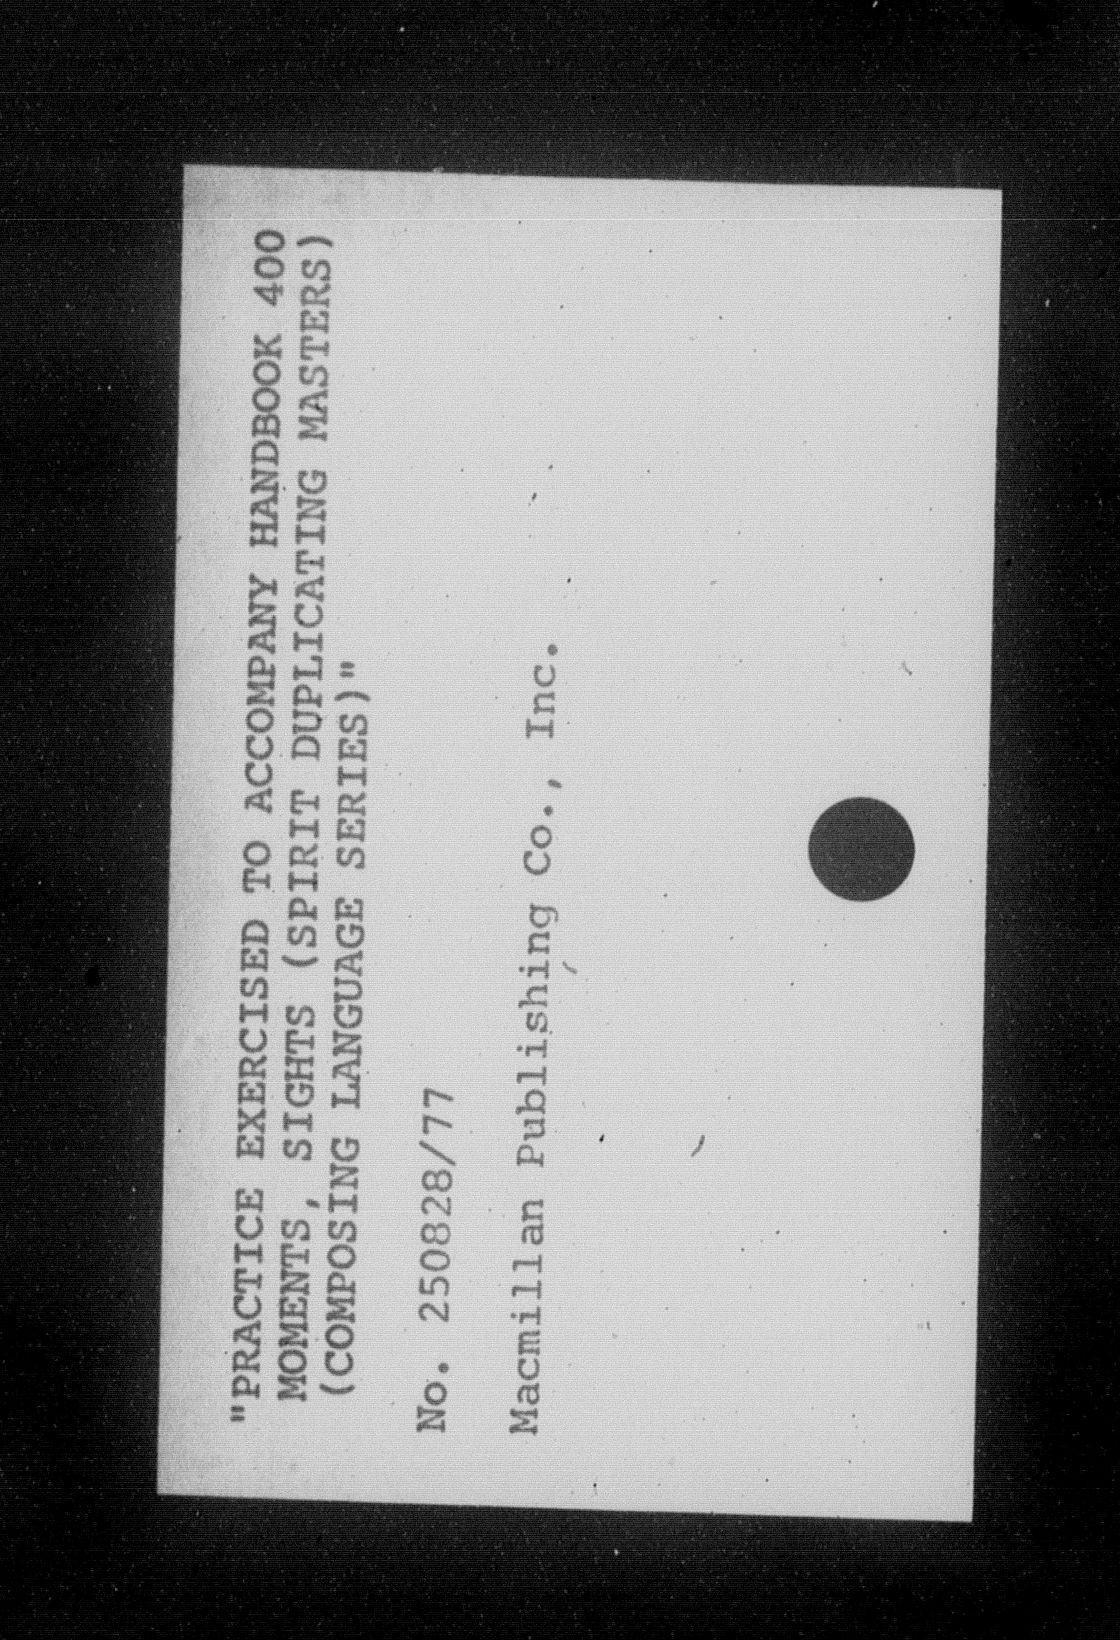 "PRACTICE EXERCISED TO ACCOMPANY HANDBOOK 400
MOMENTS, SIGHTS (SPIRIT DUPLICATING MASTERS)
(COMPOSING LANGUAGE SERIES)"
No. 250828/77
Macmillan Publishing Co., Inc.